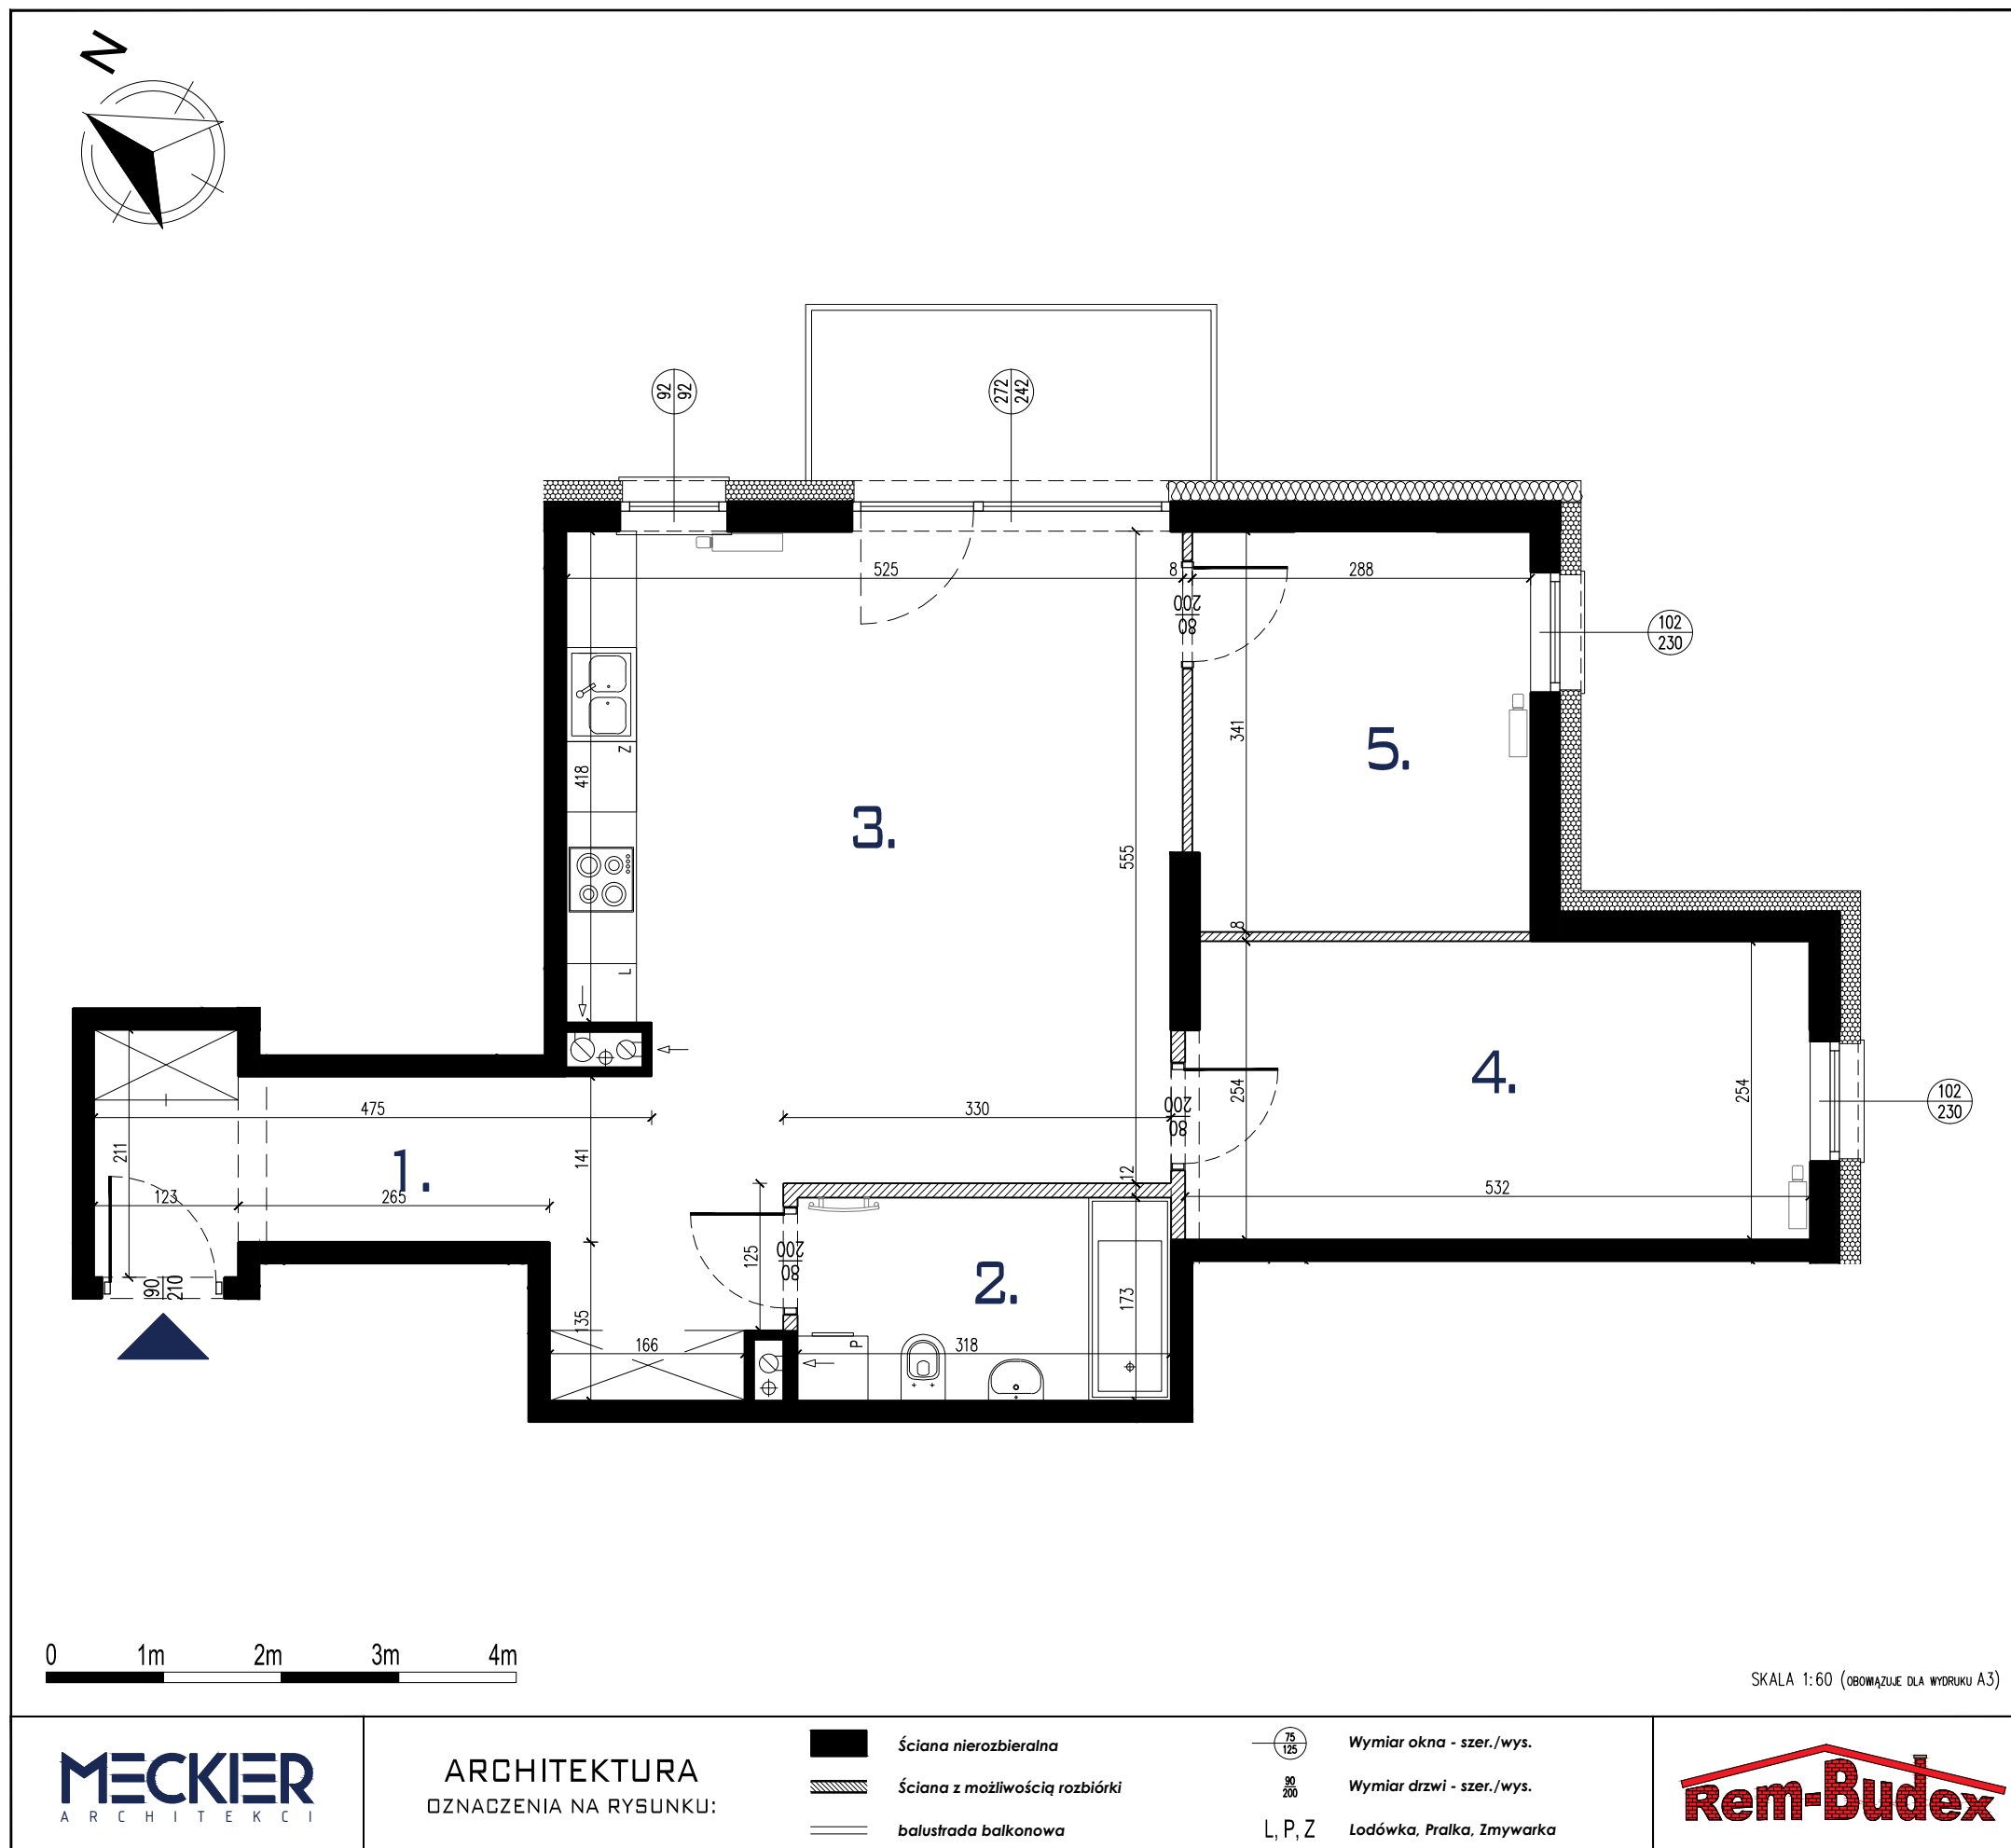 N
92
92
272
242
525
8
288
200
80
102
230
418
Z
341
5.
3.
555
8
L
4.
475
330
200
80
254
254
102
230
211
1.
141
12
123
265
532
125
200
80
2.
90
210
135
173
166
P
318
0 1m 2m 3m 4m
SKALA 1:60 (OBOWIĄZUJE DLA WYDRUKU A3)
MECKIER
ARCHITEKCI
ARCHITEKTURA
OZNACZENIA NA RYSUNKU:
Ściana nierozbieralna
Ściana z możliwością rozbiórki
balustrada balkonowa
75
125
Wymiar okna - szer./wys.
90
200
Wymiar drzwi - szer./wys.
L, P, Z Lodówka, Pralka, Zmywarka
Rem-Budex